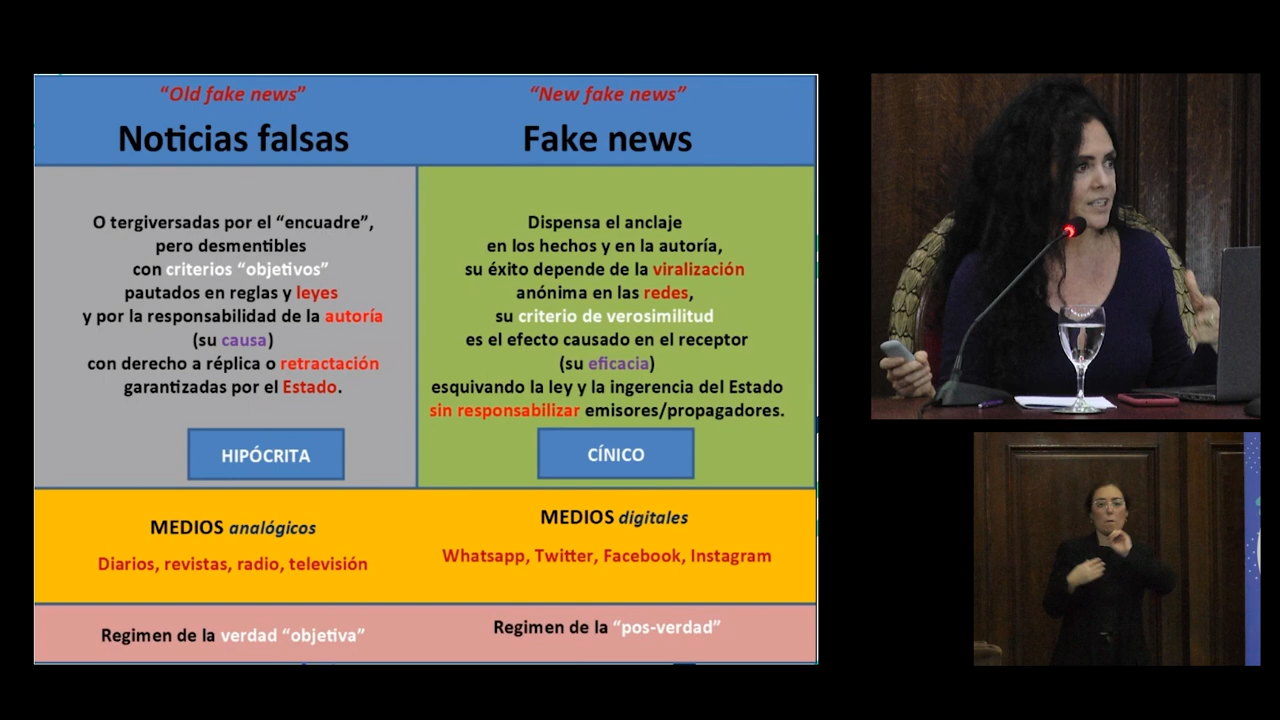 “Old fake news”
Noticias falsas
O tergiversadas por el “encuadre”,
pero desmentibles
con criterios “objetivos”
pautados en reglas y leyes
y por la responsabilidad de la autoría
(su causa)
con derecho a réplica o retractación
garantizadas por el Estado.
HIPÓCRITA
“New fake news”
Fake news
Dispensa el anclaje
en los hechos y en la autoría,
su éxito depende de la viralización
anónima en las redes,
su criterio de verosimilitud
es el efecto causado en el receptor
(su eficacia)
esquivando la ley y la ingerencia del Estado
sin responsabilizar emisores/propagadores.
CÍNICO
MEDIOS analógicos
Diarios, revistas, radio, televisión
MEDIOS digitales
Whatsapp, Twitter, Facebook, Instagram
Regimen de la verdad “objetiva”
Regimen de la “pos-verdad”